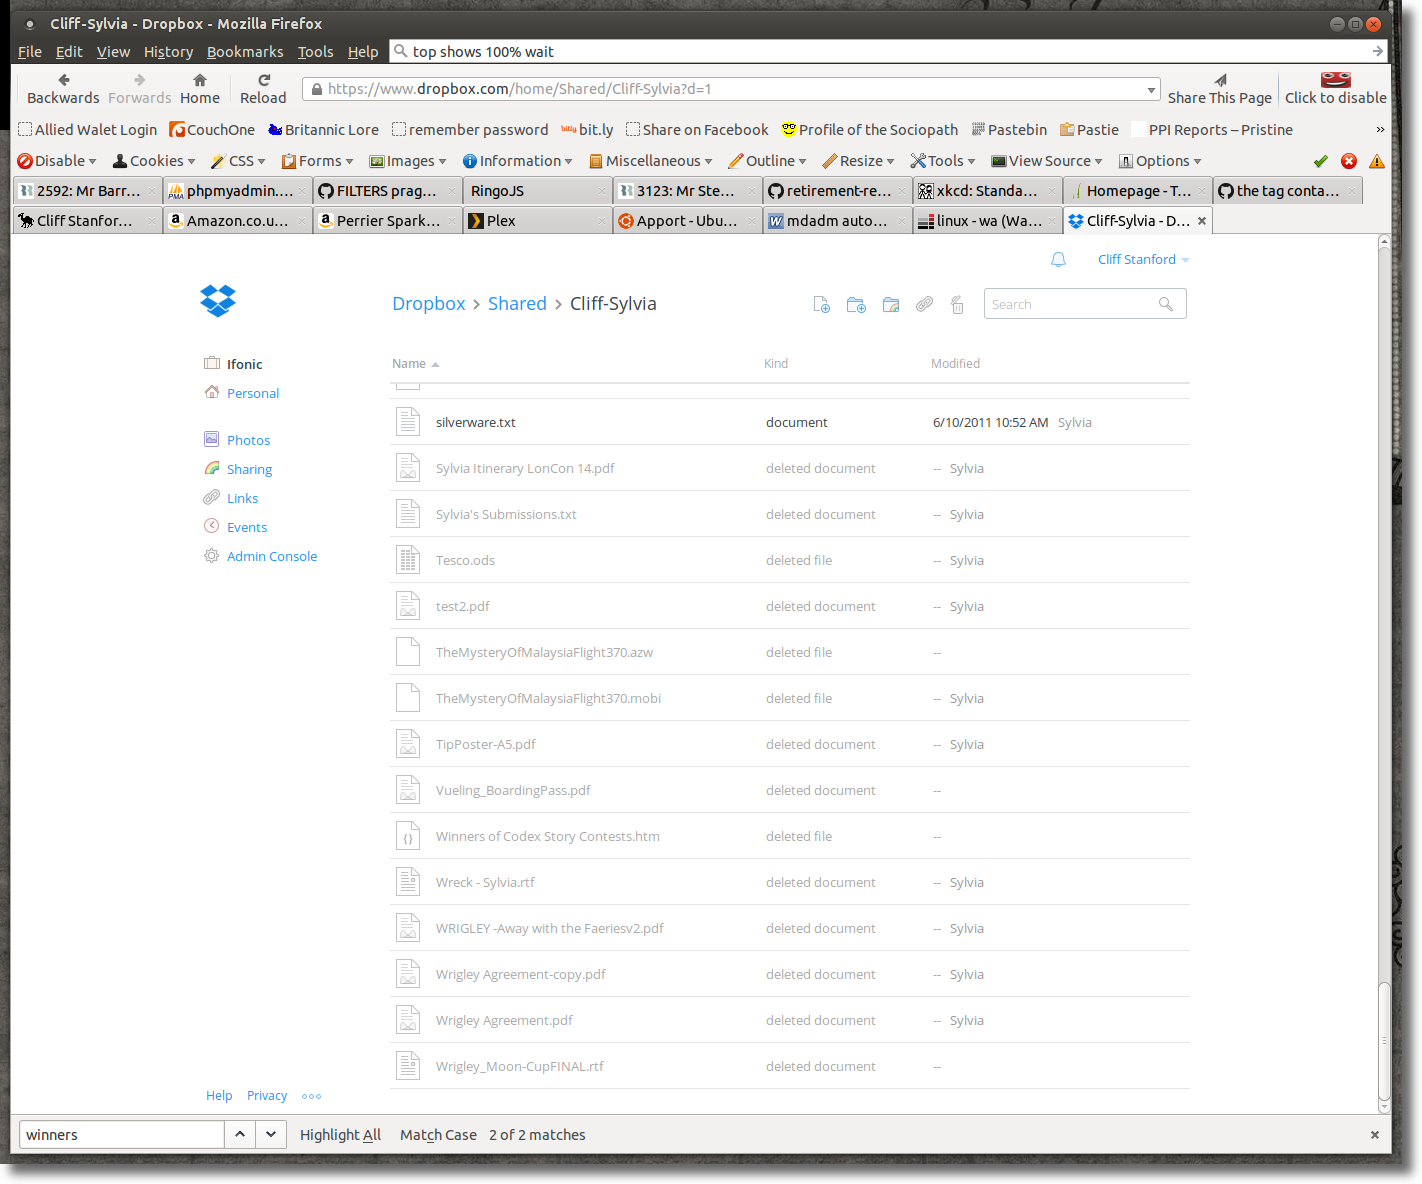 Cliff-Sylvia - Dropbox - Mozilla Firefox
File Edit View History Bookmarks Tools Help top shows 100% wait
Backwards Forwards Home Reload https://www.dropbox.com/home/Shared/Cliff-Sylvia?d=1 Share This Page Click to disable
Allied Walet Login CouchOne Britannic Lore remember password bitly bit.ly Share on Facebook Profile of the Sociopath Pastebin Pastie PPI Reports – Pristine »
Disable Cookies CSS Forms Images Information Miscellaneous Outline Resize Tools View Source Options
2592: Mr Barr... phpmyadmin.... FILTERS prag... RingoJS 3123: Mr Ste... retirement-re... xkcd: Standa... Homepage - T... the tag conta...
Cliff Stanfor... Amazon.co.u... Perrier Spark... Plex Apport - Ubu... mdadm auto... linux - wa (Wa... Cliff-Sylvia - D...
Cliff Stanford
Dropbox > Shared > Cliff-Sylvia Search
Ifonic Name Kind Modified
Personal
silverware.txt document 6/10/2011 10:52 AM Sylvia
Photos
Sharing Sylvia Itinerary LonCon 14.pdf deleted document -- Sylvia
Links
Sylvia's Submissions.txt deleted document -- Sylvia
Events
Admin Console Tesco.ods deleted file -- Sylvia
test2.pdf deleted document -- Sylvia
TheMysteryOfMalaysiaFlight370.azw deleted file --
TheMysteryOfMalaysiaFlight370.mobi deleted file -- Sylvia
TipPoster-A5.pdf deleted document -- Sylvia
Vueling_BoardingPass.pdf deleted document --
Winners of Codex Story Contests.htm deleted file --
Wreck - Sylvia.rtf deleted document -- Sylvia
WRIGLEY -Away with the Faeriesv2.pdf deleted document -- Sylvia
Wrigley Agreement-copy.pdf deleted document -- Sylvia
Wrigley Agreement.pdf deleted document -- Sylvia
Wrigley_Moon-CupFINAL.rtf deleted document --
Help Privacy
winners Highlight All Match Case 2 of 2 matches